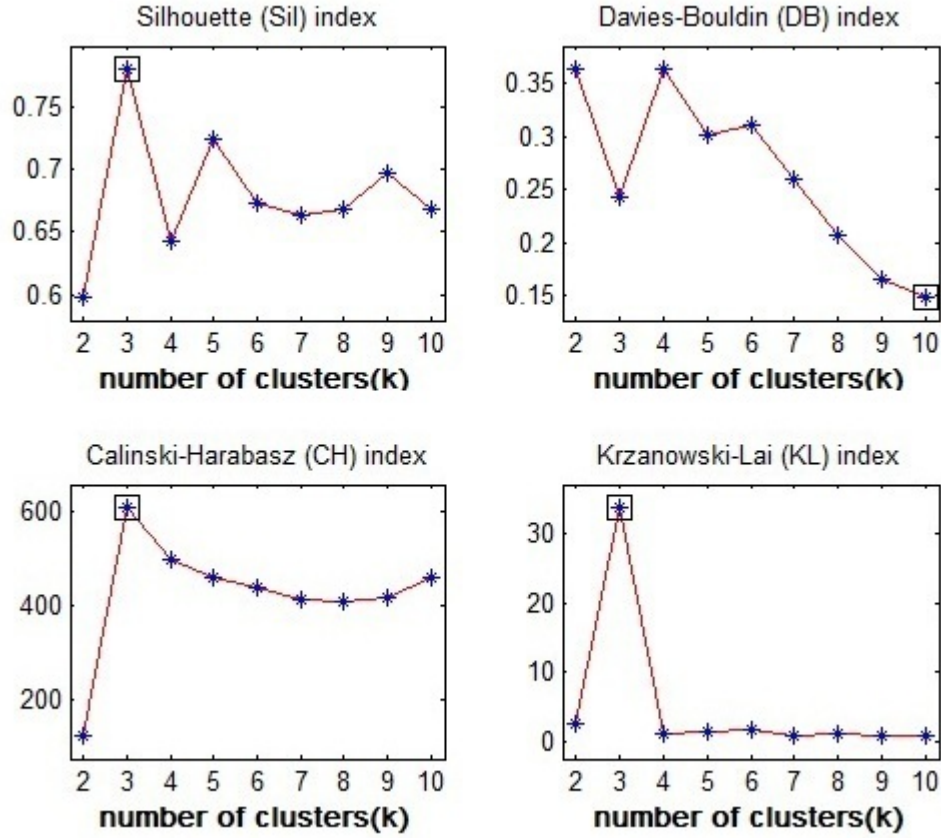 Silhouette (Sil) index
0.75
0.7
0.65
0.6
2 3 4 5 6 7 8 9 10
number of clusters(k)
Davies-Bouldin (DB) index
0.35
0.3
0.25
0.2
0.15
2 3 4 5 6 7 8 9 10
number of clusters(k)
Calinski-Harabasz (CH) index
600
400
200
2 3 4 5 6 7 8 9 10
number of clusters(k)
Krzanowski-Lai (KL) index
30
20
10
0
2 3 4 5 6 7 8 9 10
number of clusters(k)